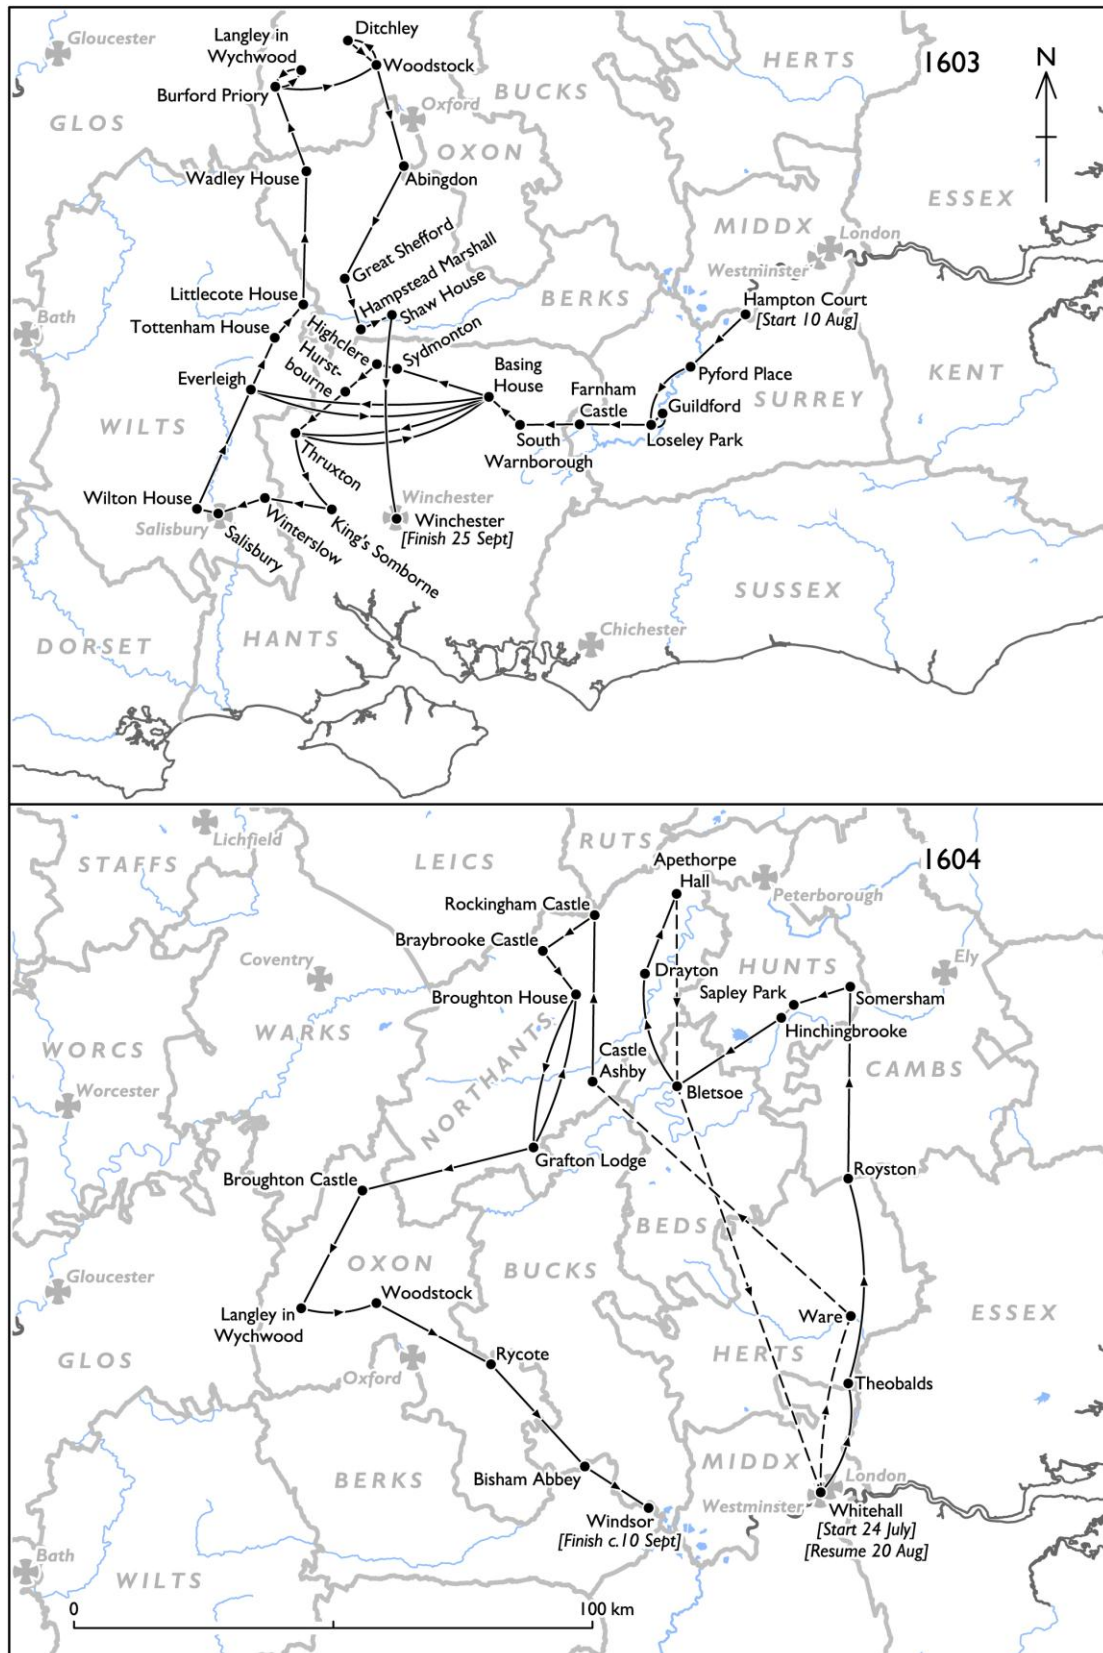 1603
N
Gloucester
Langley in
Wychwood
Ditchley
Woodstock
Burford Priory
GLOS
Oxford
BUCKS
HERTS
OXON
Wadley House
Abingdon
ESSEX
MIDDX
London
Westminster
Great Shefford
Hampstead Marshall
Shaw House
Littlecote House
BERKS
Hampton Court
[Start 10 Aug]
Bath
Tottenham House
Highclere
Sydmonton
Hurst-
bourne
Basing
House
Everleigh
Farnham
Castle
Pyford Place
Guildford
SURREY
KENT
WILTS
South
Warnborough
Loseley Park
Thruxton
Wilton House
Salisbury
Salisbury
Winterslow
King's Somborne
Winchester
Winchester
[Finish 25 Sept]
SUSSEX
DORSET
HANTS
Chichester
1604
Lichfield
STAFFS
LEICS
RUTS
Apethorpe
Hall
Peterborough
Rockingham Castle
Braybrooke Castle
Coventry
Drayton
HUNTS
Ely
Broughton House
Sapley Park
Somersham
Hinchingbrooke
WORCS
WARKS
NORTHANTS
Castle
Ashby
Bletsoe
CAMBS
Worcester
Grafton Lodge
Broughton Castle
Royston
BEDS
OXON
BUCKS
Gloucester
Langley in
Wychwood
Woodstock
Ware
ESSEX
GLOS
Oxford
Rycote
HERTS
Theobalds
BERKS
Bisham Abbey
MIDDX
London
Westminster
Whitehall
[Start 24 July]
[Resume 20 Aug]
Windsor
[Finish c.10 Sept]
Bath
WILTS
0
100 km